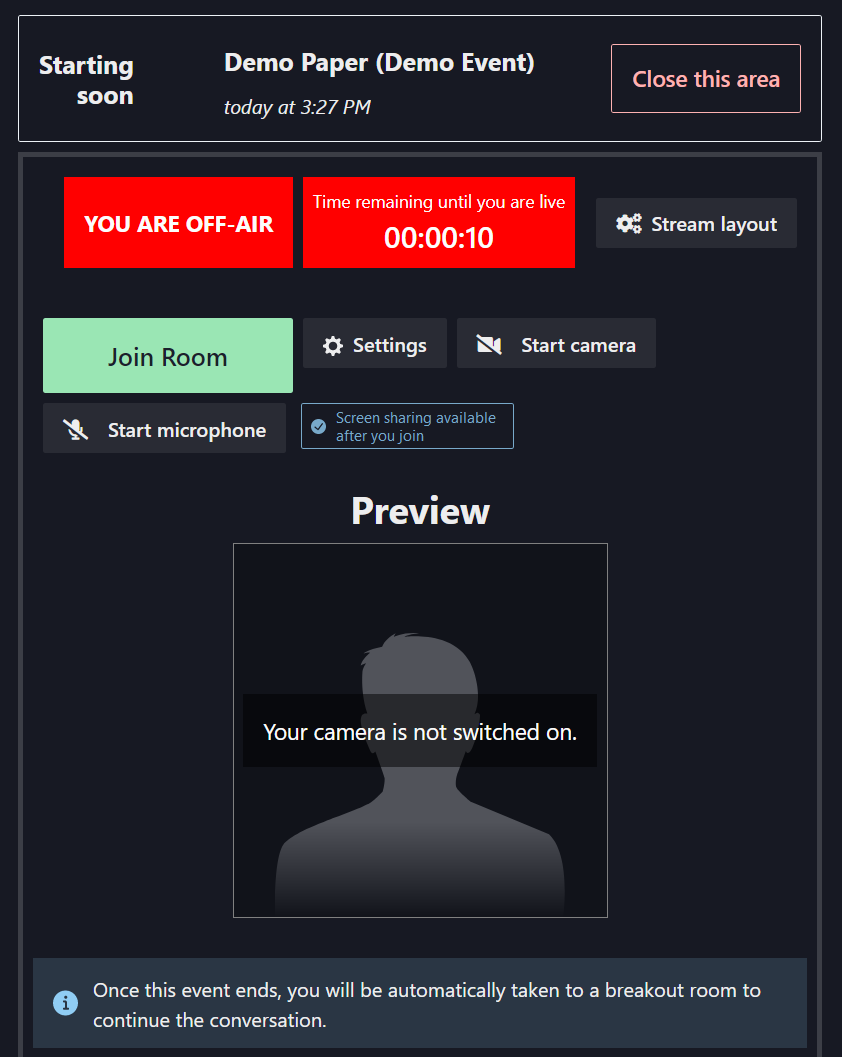 Starting
soon
Demo Paper (Demo Event)
today at 3:27 PM
Close this area
YOU ARE OFF-AIR
Time remaining until you are live
00:00:10
Stream layout
Join Room
Settings
Start camera
Start microphone
Screen sharing available
after you join
Preview
Your camera is not switched on.
Once this event ends, you will be automatically taken to a breakout room to
continue the conversation.